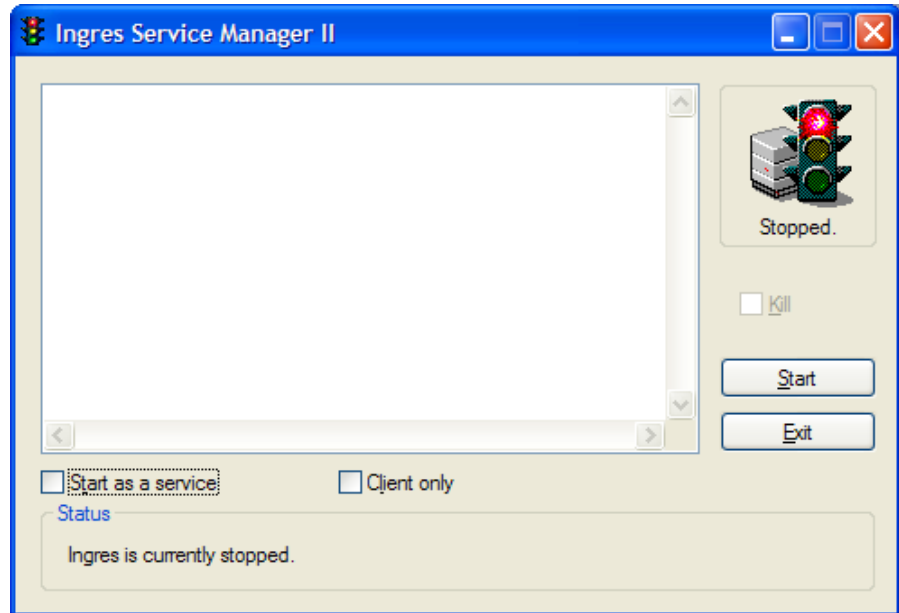 Ingres Service Manager II
Stopped.
Kill
Start
Exit
Start as a service
Client only
Status
Ingres is currently stopped.